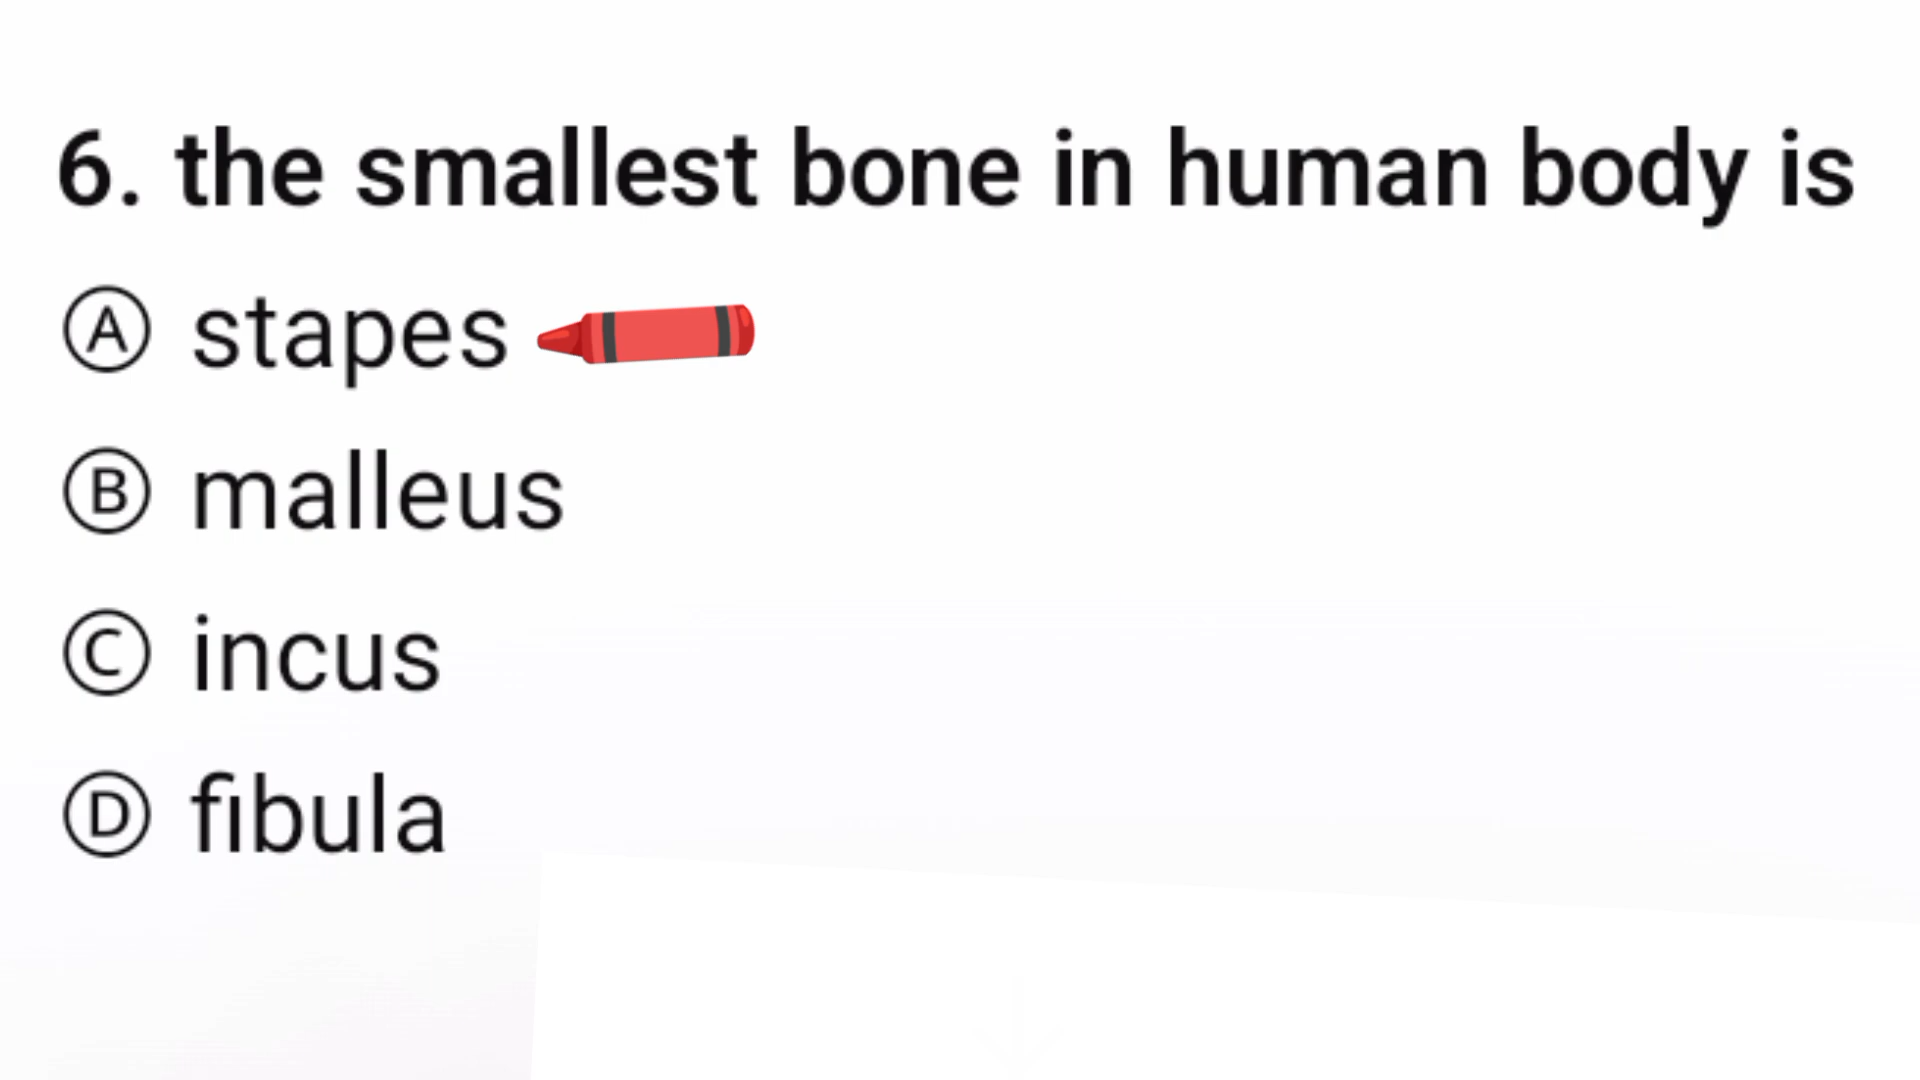 6. the smallest bone in human body is
Ⓐ stapes
Ⓑ malleus
Ⓒ incus
Ⓓ fibula